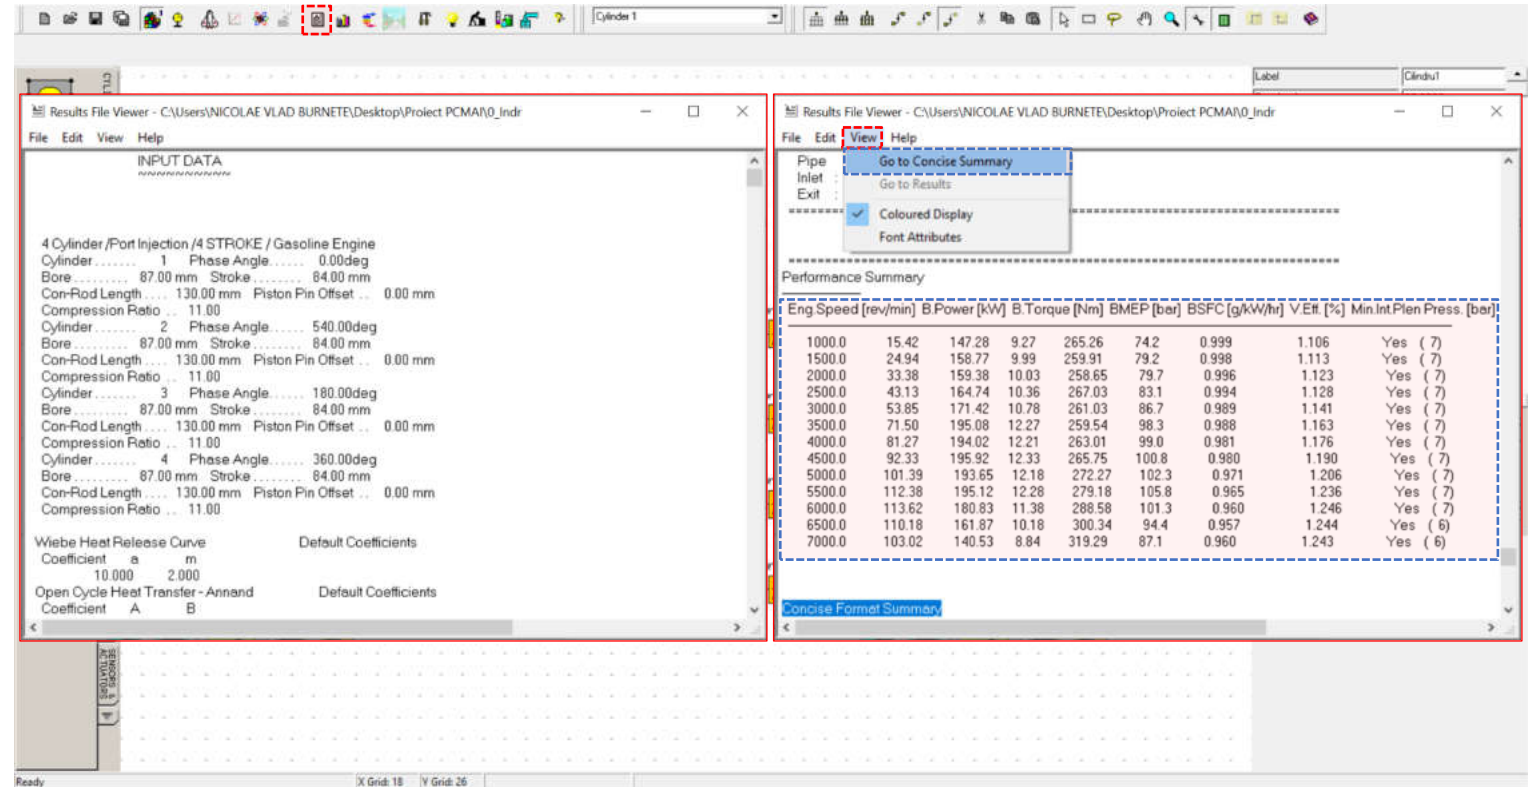 Cylinder 1
CYLI
Label Cilindru1
Results File Viewer - C:\Users\NICOLAE VLAD BURNETE\Desktop\Proiect PCMAI\0_Indr
File Edit View Help
INPUT DATA
~~~~~~~~~~
4 Cylinder /Port Injection /4 STROKE / Gasoline Engine
Cylinder ....... 1 Phase Angle...... 0.00deg
Bore ......... 87.00 mm Stroke ........ 84.00 mm
Con-Rod Length .... 130.00 mm Piston Pin Offset .. 0.00 mm
Compression Ratio .. 11.00
Cylinder ....... 2 Phase Angle...... 540.00deg
Bore ......... 87.00 mm Stroke ........ 84.00 mm
Con-Rod Length .... 130.00 mm Piston Pin Offset .. 0.00 mm
Compression Ratio .. 11.00
Cylinder ....... 3 Phase Angle...... 180.00deg
Bore ......... 87.00 mm Stroke ........ 84.00 mm
Con-Rod Length .... 130.00 mm Piston Pin Offset .. 0.00 mm
Compression Ratio .. 11.00
Cylinder ....... 4 Phase Angle...... 360.00deg
Bore ......... 87.00 mm Stroke ........ 84.00 mm
Con-Rod Length .... 130.00 mm Piston Pin Offset .. 0.00 mm
Compression Ratio .. 11.00
Wiebe Heat Release Curve Default Coefficients
Coefficient a m
10.000 2.000
Open Cycle Heat Transfer - Annand Default Coefficients
Coefficient A B
Results File Viewer - C:\Users\NICOLAE VLAD BURNETE\Desktop\Proiect PCMAI\0_Indr
File Edit View Help
Pipe
Inlet :
Exit :
Go to Concise Summary
Go to Results
Coloured Display
Font Attributes
Performance Summary
Eng.Speed [rev/min] B.Power [kW] B.Torque [Nm] BMEP [bar] BSFC [g/kW/hr] V.Eff. [%] Min.Int.Plen Press. [bar]
1000.0 15.42 147.28 9.27 265.26 74.2 0.999 1.106 Yes ( 7)
1500.0 24.94 158.77 9.99 259.91 79.2 0.998 1.113 Yes ( 7)
2000.0 33.38 159.38 10.03 258.65 79.7 0.996 1.123 Yes ( 7)
2500.0 43.13 164.74 10.36 267.03 83.1 0.994 1.128 Yes ( 7)
3000.0 53.85 171.42 10.78 261.03 86.7 0.989 1.141 Yes ( 7)
3500.0 71.50 195.08 12.27 259.54 98.3 0.988 1.163 Yes ( 7)
4000.0 81.27 194.02 12.21 263.01 99.0 0.981 1.176 Yes ( 7)
4500.0 92.33 195.92 12.33 265.75 100.8 0.980 1.190 Yes ( 7)
5000.0 101.39 193.65 12.18 272.27 102.3 0.971 1.206 Yes ( 7)
5500.0 112.38 195.12 12.28 279.18 105.8 0.965 1.236 Yes ( 7)
6000.0 113.62 180.83 11.38 288.58 101.3 0.960 1.246 Yes ( 7)
6500.0 110.18 161.87 10.18 300.34 94.4 0.957 1.244 Yes ( 6)
7000.0 103.02 140.53 8.84 319.29 87.1 0.960 1.243 Yes ( 6)
Concise Format Summary
SENSORS &
ACTUATORS
Ready X Grid: 18 Y Grid: 26